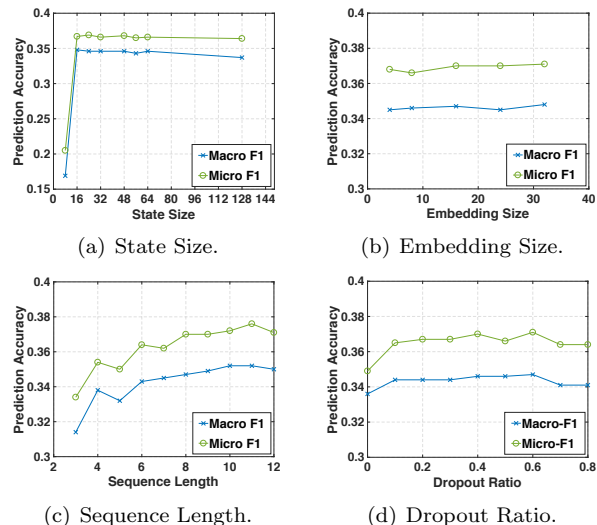 0.4
0.35
0.3
0.25
0.2
0.15
Prediction Accuracy
0 16 32 48 64 80 96 112 128 144
State Size
Macro F1
Micro F1
(a) State Size.
0.4
0.38
0.36
0.34
0.32
0.3
Prediction Accuracy
0 10 20 30 40
Embedding Size
Macro F1
Micro F1
(b) Embedding Size.
0.4
0.38
0.36
0.34
0.32
0.3
Prediction Accuracy
2 4 6 8 10 12
Sequence Length
Macro F1
Micro F1
(c) Sequence Length.
0.4
0.38
0.36
0.34
0.32
0.3
Prediction Accuracy
0 0.2 0.4 0.6 0.8
Dropout Ratio
Macro-F1
Micro-F1
(d) Dropout Ratio.